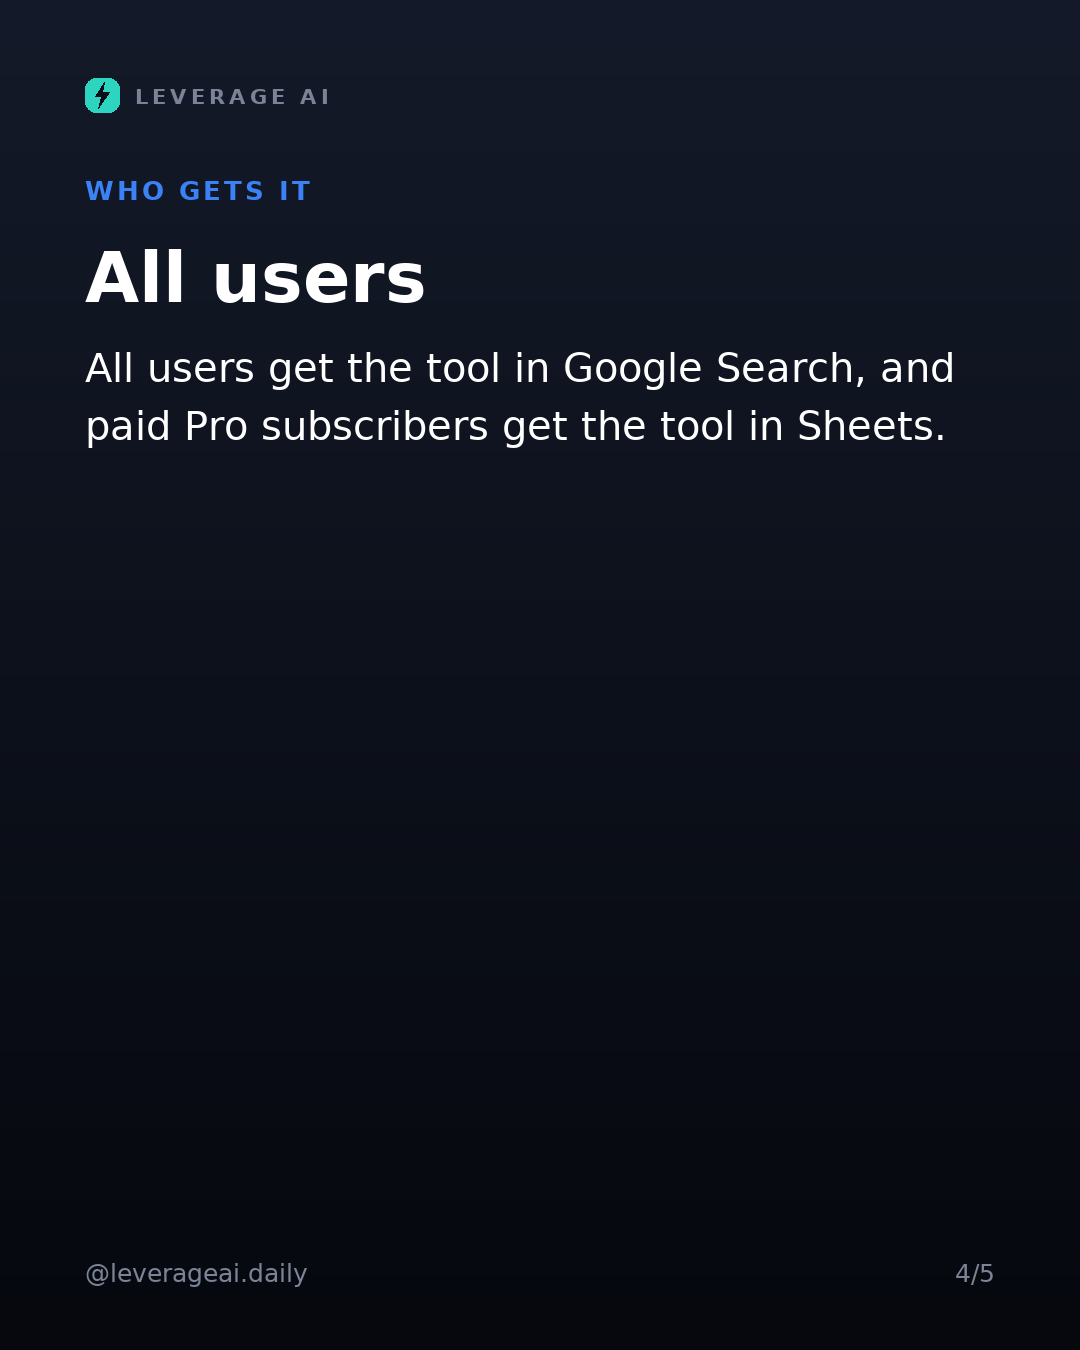 LEVERAGE AI
WHO GETS IT
All users
All users get the tool in Google Search, and
paid Pro subscribers get the tool in Sheets.
@leverageai.daily
4/5